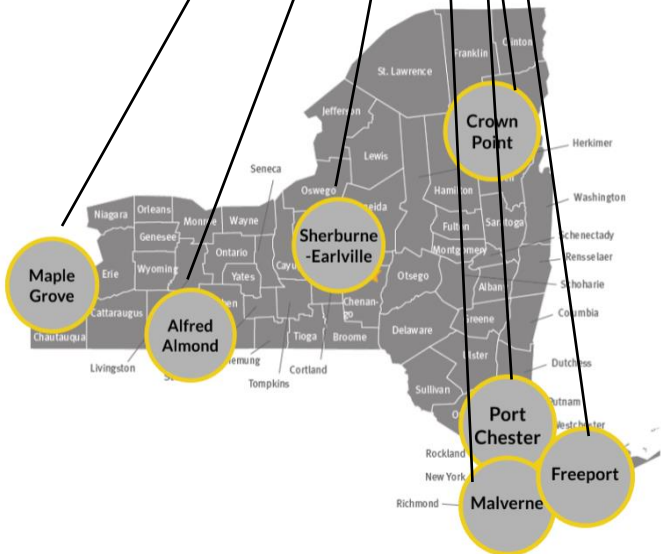 Clinton
Franklin
St. Lawrence
Crown
Point
Jefferson
Herkimer
Lewis
Seneca
Hamilton
Oswego
Washington
Orleans
Niagara
Monroe
Wayne
Fulton
Saratoga
Sherburne
-Earlville
Schenectady
Genesee
Montgomery
Ontario
Rensselaer
Maple
Grove
Erie
Wyoming
Yates
Otsego
Schoharie
Alban
Chenan-
go
Cattaraugus
Columbia
Greene
Alfred
Almond
Delaware
Chautauqua
Tioga
Broome
Ulster
Livingston
Cortland
Dutchess
Tompkins
Sullivan
Putnam
Port
Chester
Westchester
Rockland
New York
Freeport
Richmond
Malverne